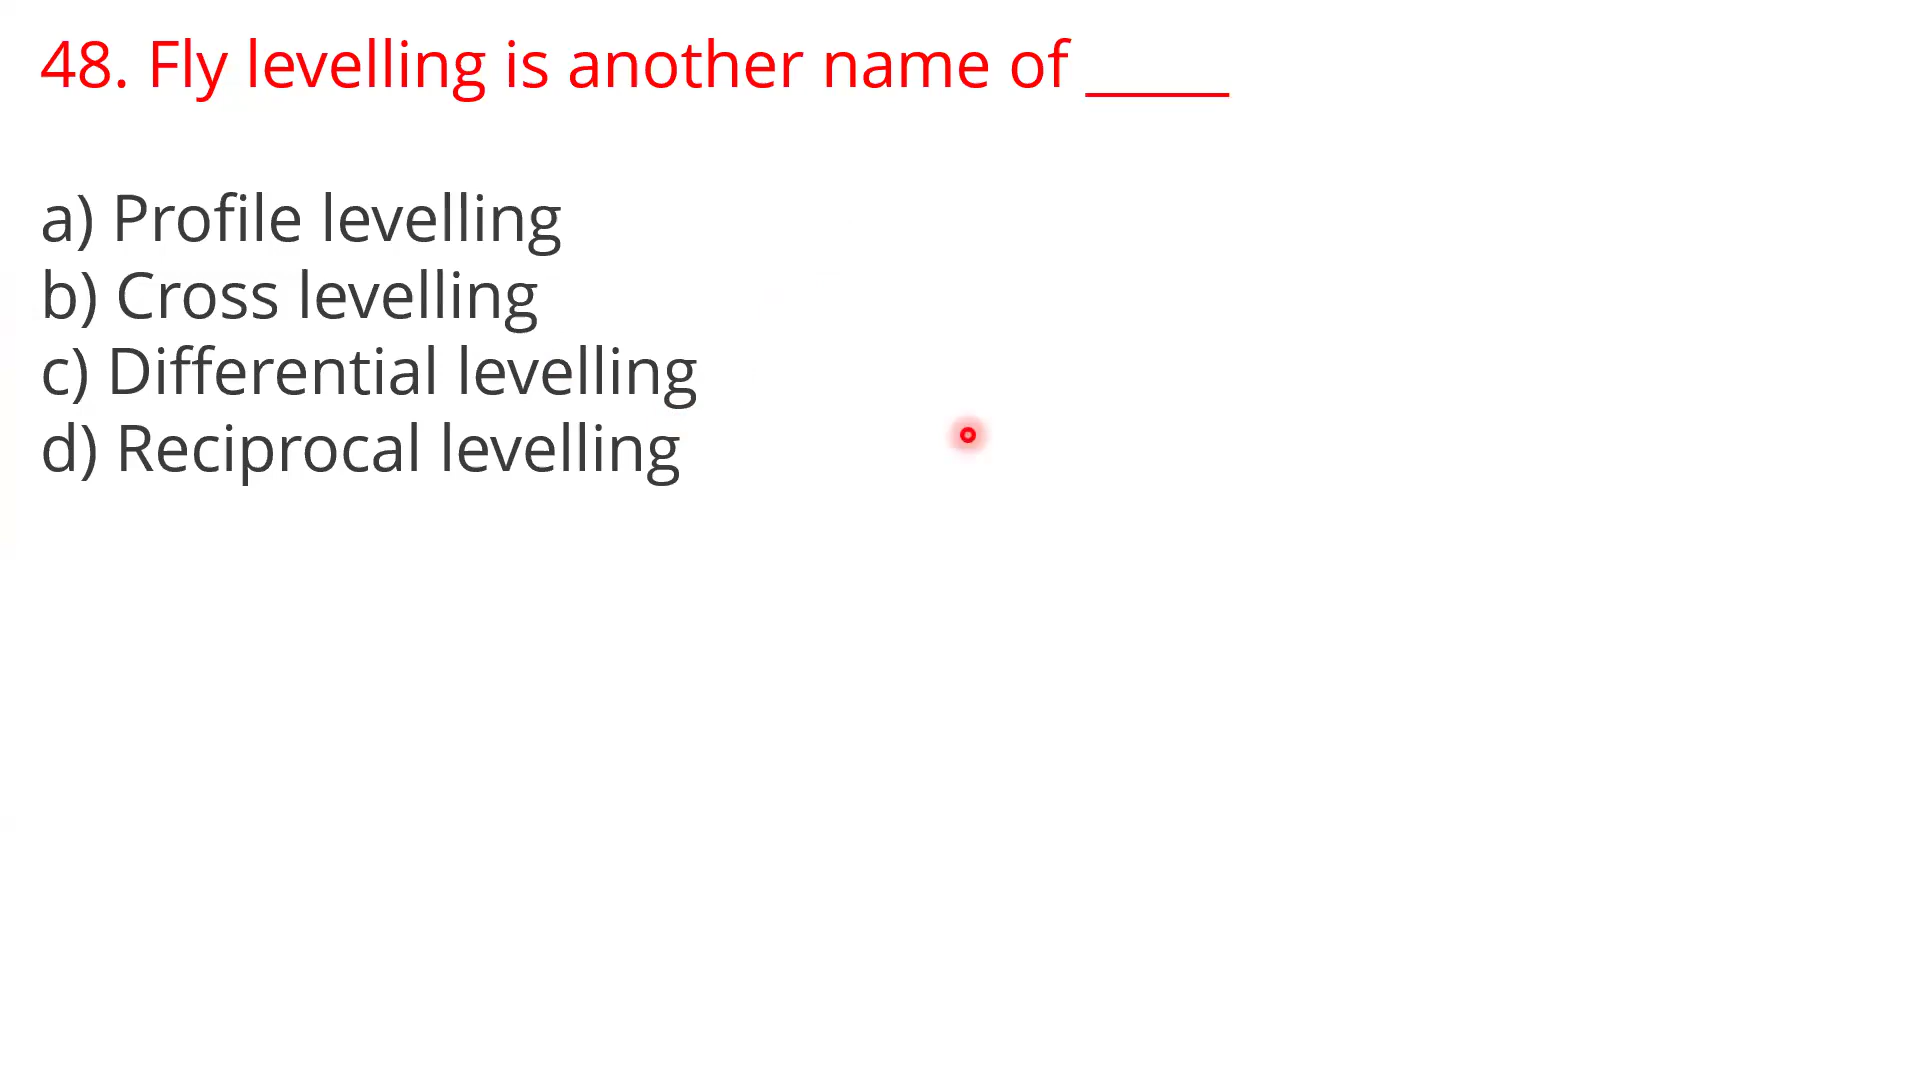 48. Fly levelling is another name of _____
a) Profile levelling
b) Cross levelling
c) Differential levelling
d) Reciprocal levelling